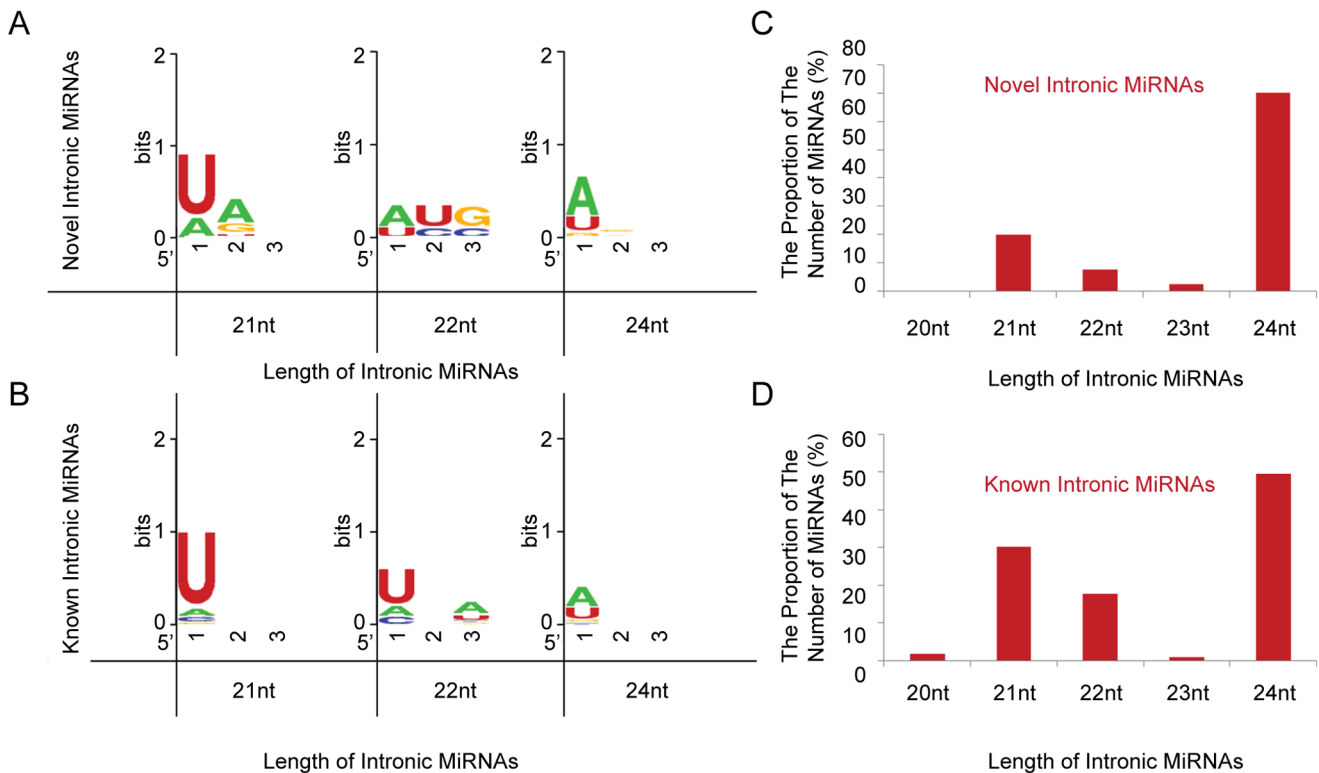 A
Novel Intronic MiRNAs
bits
2
1
0
5'
1
2
3
U
A
A
G
bits
2
1
0
1
2
3
A
U
U
C
G
C
bits
2
1
0
5'
1
2
3
A
U
G
21nt
22nt
24nt
Length of Intronic MiRNAs
B
Known Intronic MiRNAs
bits
2
1
0
5'
1
2
3
U
A
C
bits
2
1
0
5'
1
2
3
U
A
C
A
U
bits
2
1
0
5'
1
2
3
A
U
21nt
22nt
24nt
Length of Intronic MiRNAs
C
The Proportion of The
Number of MiRNAs (%)
80
70
60
50
40
30
20
10
0
Novel Intronic MiRNAs
20nt
21nt
22nt
23nt
24nt
Length of Intronic MiRNAs
D
The Proportion of The
Number of MiRNAs (%)
60
50
40
30
20
10
0
Known Intronic MiRNAs
20nt
21nt
22nt
23nt
24nt
Length of Intronic MiRNAs